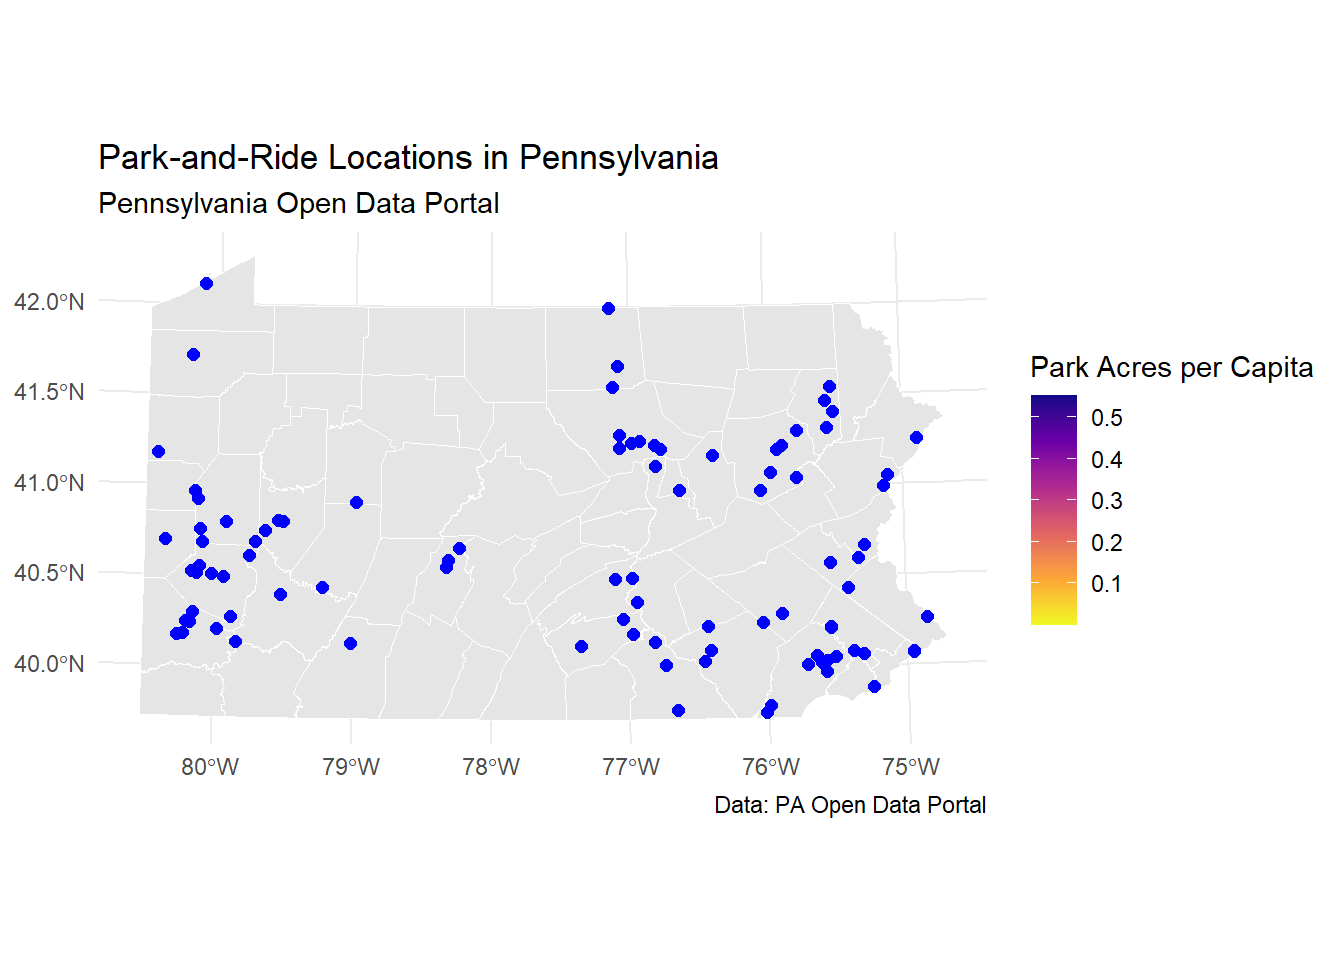 Park-and-Ride Locations in Pennsylvania
Pennsylvania Open Data Portal
42.0°N
41.5°N
41.0°N
40.5°N
40.0°N
80°W
79°W
78°W
77°W
76°W
75°W
Data: PA Open Data Portal
Park Acres per Capita
0.5
0.4
0.3
0.2
0.1